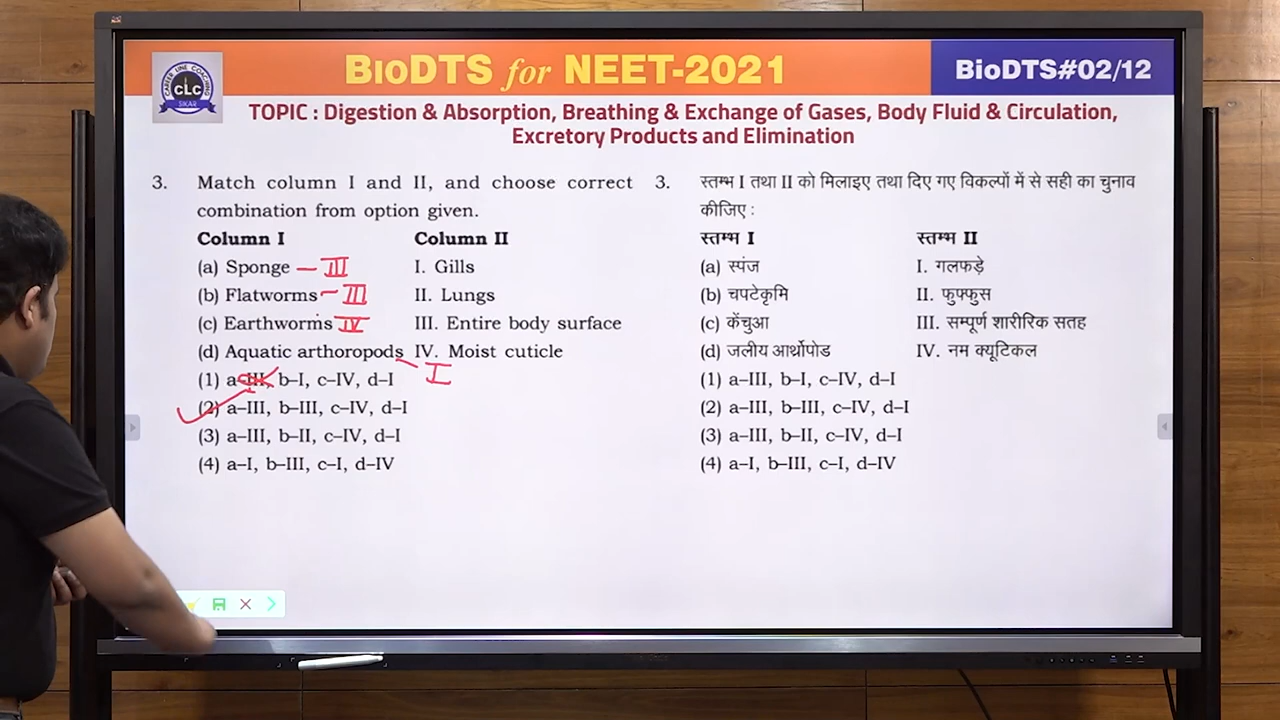 BIODTS for NEET-2021
BioDTS#02/12
CAREER LINE COACHING
CLC
SIKAR
TOPIC : Digestion & Absorption, Breathing & Exchange of Gases, Body Fluid & Circulation,
Excretory Products and Elimination
3. Match column I and II, and choose correct
combination from option given.
Column I Column II
(a) Sponge – III I. Gills
(b) Flatworms – III II. Lungs
(c) Earthworms IV III. Entire body surface
(d) Aquatic arthoropods IV. Moist cuticle
I
(1) a–III, b–I, c–IV, d–I
(2) a–III, b–III, c–IV, d–I
(3) a–III, b–II, c–IV, d–I
(4) a–I, b–III, c–I, d–IV
3. स्तम्भ I तथा II को मिलाइए तथा दिए गए विकल्पों में से सही का चुनाव
कीजिए :
स्तम्भ I स्तम्भ II
(a) स्पंज I. गलफड़े
(b) चपटेकृमि II. फुफ्फुस
(c) केंचुआ III. सम्पूर्ण शारीरिक सतह
(d) जलीय आर्थोपोड IV. नम क्यूटिकल
(1) a–III, b–I, c–IV, d–I
(2) a–III, b–III, c–IV, d–I
(3) a–III, b–II, c–IV, d–I
(4) a–I, b–III, c–I, d–IV